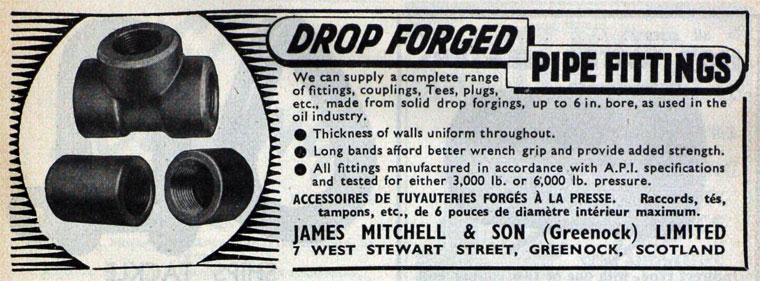 DROP FORGED
PIPE FITTINGS
We can supply a complete range
of fittings, couplings, Tees, plugs,
etc., made from solid drop forgings, up to 6 in. bore, as used in the
oil industry.
● Thickness of walls uniform throughout.
● Long bands afford better wrench grip and provide added strength.
● All fittings manufactured in accordance with A.P.I. specifications
and tested for either 3,000 lb. or 6,000 lb. pressure.
ACCESSOIRES DE TUYAUTERIES FORGÉS À LA PRESSE. Raccords, tés,
tampons, etc., de 6 pouces de diamètre intérieur maximum.
JAMES MITCHELL & SON (Greenock) LIMITED
7 WEST STEWART STREET, GREENOCK, SCOTLAND